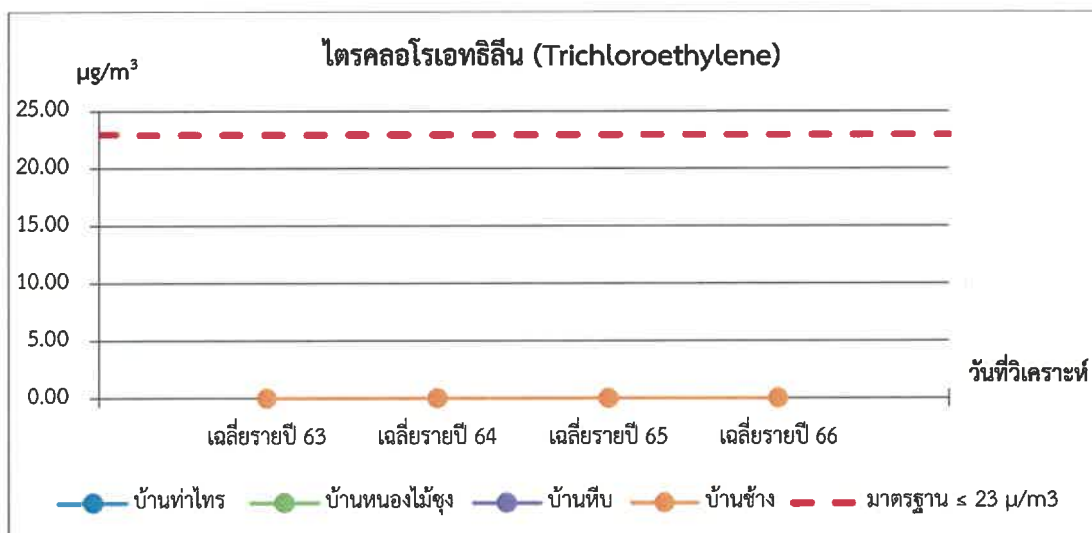 ไตรคลอโรเอทธิลีน (Trichloroethylene)
µg/m³
25.00
20.00
15.00
10.00
5.00
0.00
วันที่วิเคราะห์
เฉลี่ยรายปี 63 เฉลี่ยรายปี 64 เฉลี่ยรายปี 65 เฉลี่ยรายปี 66
บ้านท่าไทร บ้านหนองไม้ซุง บ้านหีบ บ้านช้าง มาตรฐาน ≤ 23 µ/m3